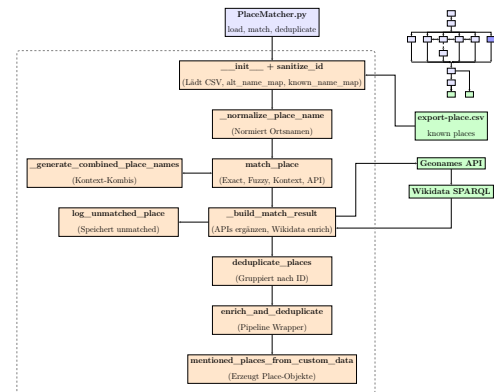 PlaceMatcher.py
load, match, deduplicate
__init__ + sanitize_id
(Lädt CSV, alt_name_map, known_name_map)
export-place.csv
known places
_normalize_place_name
(Normiert Ortsnamen)
_generate_combined_place_names
(Kontext-Kombis)
match_place
(Exact, Fuzzy, Kontext, API)
Geonames API
Wikidata SPARQL
log_unmatched_place
(Speichert unmatched)
_build_match_result
(APIs ergänzen, Wikidata enrich)
deduplicate_places
(Gruppiert nach ID)
enrich_and_deduplicate
(Pipeline Wrapper)
mentioned_places_from_custom_data
(Erzeugt Place-Objekte)